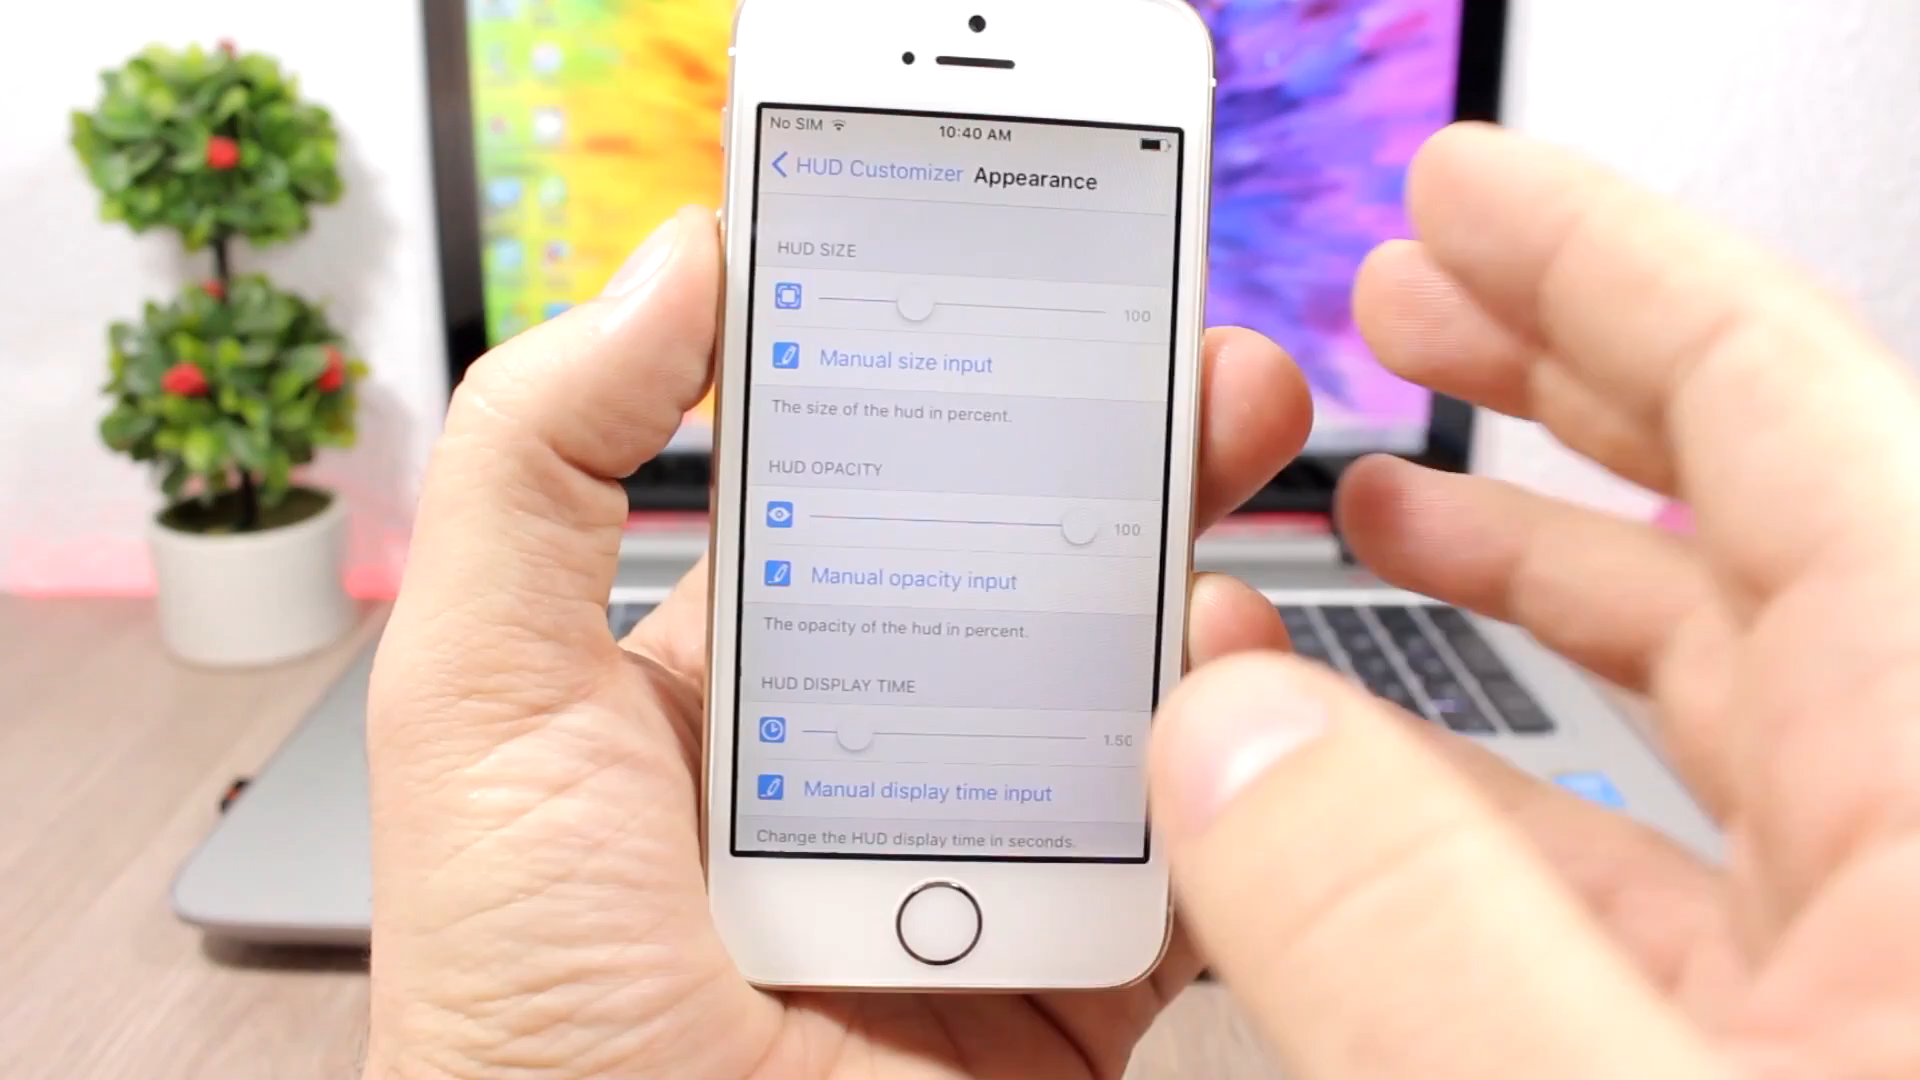 No SIM 10:40 AM
HUD Customizer Appearance
HUD SIZE
100
Manual size input
The size of the hud in percent.
HUD OPACITY
100
Manual opacity input
The opacity of the hud in percent.
HUD DISPLAY TIME
1.50
Manual display time input
Change the HUD display time in seconds.